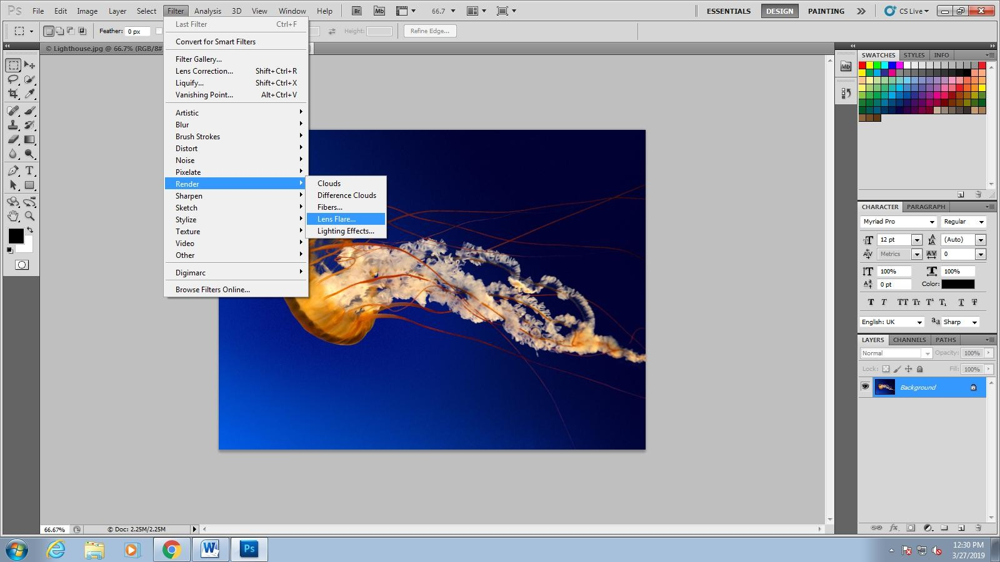 Ps File Edit Image Layer Select Filter Analysis 3D View Window Help Br Mb 66.7 ESSENTIALS DESIGN PAINTING CS Live
Feather: 0 px Height: Refine Edge...
© Lighthouse.jpg @ 66.7% (RGB/8#
Last Filter Ctrl+F
Convert for Smart Filters
Filter Gallery...
Lens Correction... Shift+Ctrl+R
Liquify... Shift+Ctrl+X
Vanishing Point... Alt+Ctrl+V
Artistic
Blur
Brush Strokes
Distort
Noise
Pixelate
Render
Sharpen
Sketch
Stylize
Texture
Video
Other
Digimarc
Browse Filters Online...
Clouds
Difference Clouds
Fibers...
Lens Flare...
Lighting Effects...
Mb
SWATCHES STYLES INFO
CHARACTER PARAGRAPH
Myriad Pro Regular
12 pt (Auto)
Metrics 0
100% 100%
0 pt Color:
T T TT Tr T¹ T₁ T T
English: UK aa Sharp
LAYERS CHANNELS PATHS
Normal Opacity: 100%
Lock: Fill: 100%
Background
fx
66.67% © Doc: 2.25M/2.25M
W Ps
12:30 PM
3/27/2019